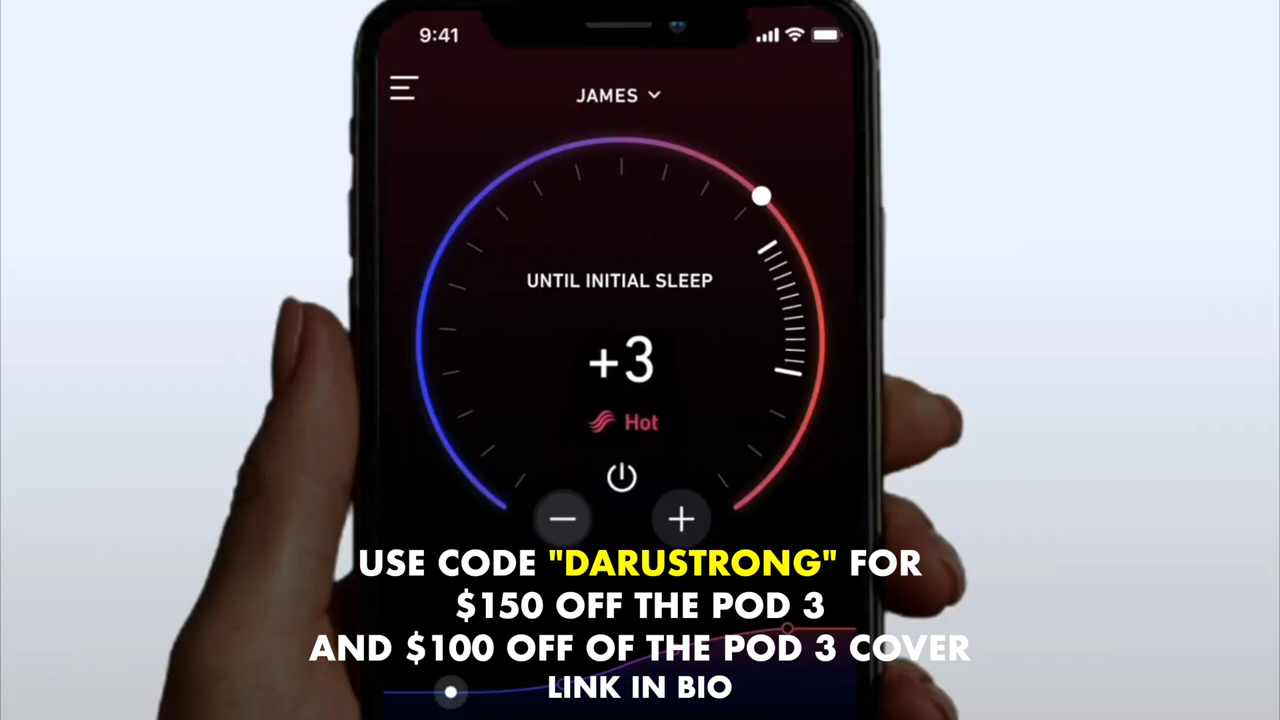 9:41
JAMES
UNTIL INITIAL SLEEP
+3
Hot
USE CODE "DARUSTRONG" FOR
$150 OFF THE POD 3
AND $100 OFF OF THE POD 3 COVER
LINK IN BIO